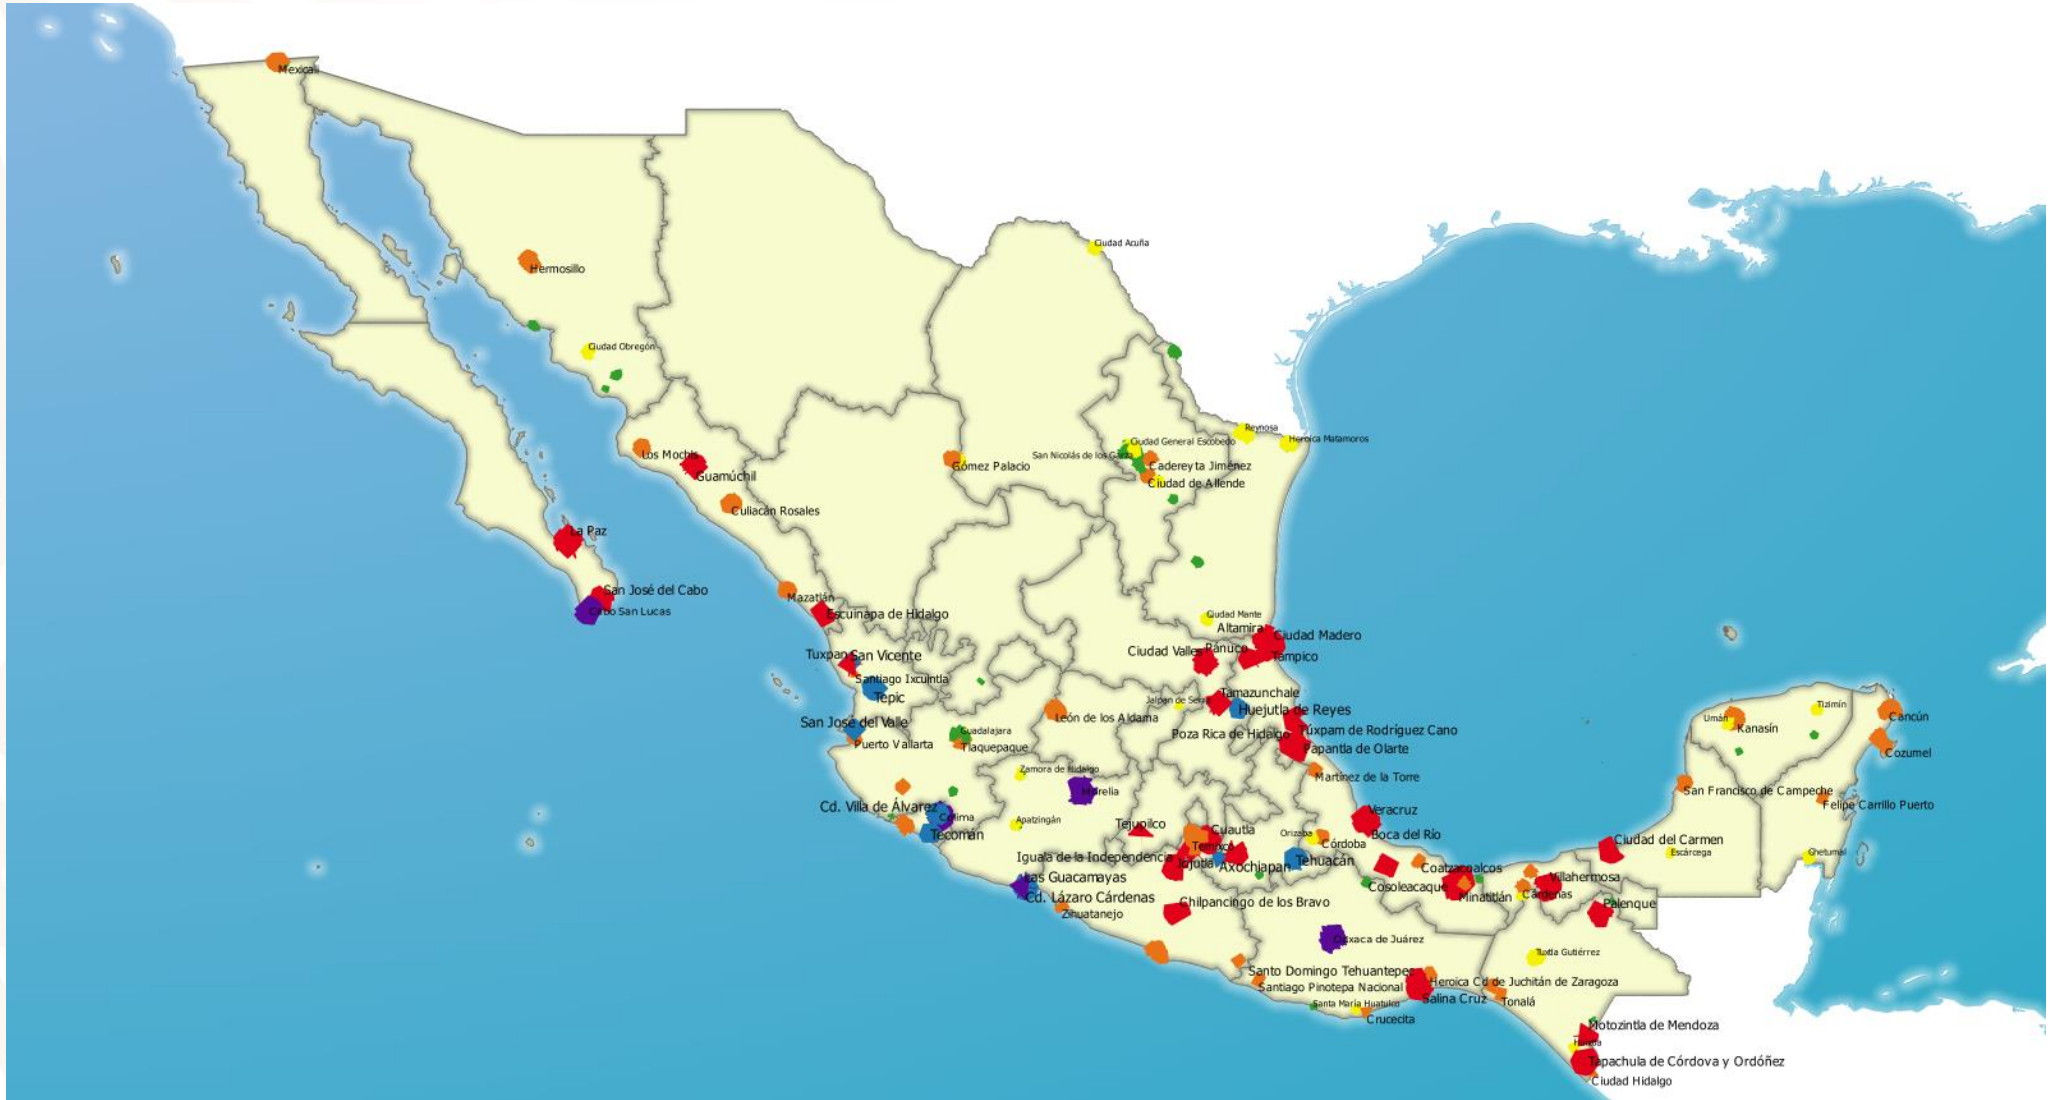 Mexicali
Ciudad Acuña
Hermosillo
Ciudad Obregón
Reynosa
Heroica Matamoros
Ciudad General Escobedo
San Nicolás de los Garza
Los Mochis
Gómez Palacio
Cadereyta Jiménez
Guamúchil
Ciudad de Allende
Culiacán Rosales
La Paz
San José del Cabo
Mazatlán
Cabo San Lucas
Escuinapa de Hidalgo
Ciudad Mante
Altamira
Ciudad Madero
Ciudad Valles
Pánuco
Tampico
Tuxpan
San Vicente
Santiago Ixcuintla
Tepic
Tamazunchale
Jalpan de Serra
Huejutla de Reyes
San José del Valle
León de los Aldama
Puerto Vallarta
Guadalajara
Tlaquepaque
Poza Rica de Hidalgo
Túxpam de Rodríguez Cano
Papantla de Olarte
Tizimín
Umán
Kanasín
Cancún
Cozumel
Zamora de Hidalgo
Martínez de la Torre
Morelia
San Francisco de Campeche
Felipe Carrillo Puerto
Cd. Villa de Álvarez
Colima
Tecomán
Apatzingán
Tejupilco
Cuautla
Temixco
Veracruz
Boca del Río
Orizaba
Córdoba
Ciudad del Carmen
Escárcega
Chetumal
Iguala de la Independencia
Jojutla
Axochiapan
Tehuacán
Las Guacamayas
Cd. Lázaro Cárdenas
Zihuatanejo
Coatzacoalcos
Cosoleacaque
Minatitlán
Villahermosa
Cárdenas
Palenque
Chilpancingo de los Bravo
Oaxaca de Juárez
Tuxtla Gutiérrez
Santo Domingo Tehuantepec
Santiago Pinotepa Nacional
Heroica Cd de Juchitán de Zaragoza
Salina Cruz
Tonalá
Santa María Huatulco
Crucecita
Motozintla de Mendoza
Huixtla
Tapachula de Córdova y Ordóñez
Ciudad Hidalgo